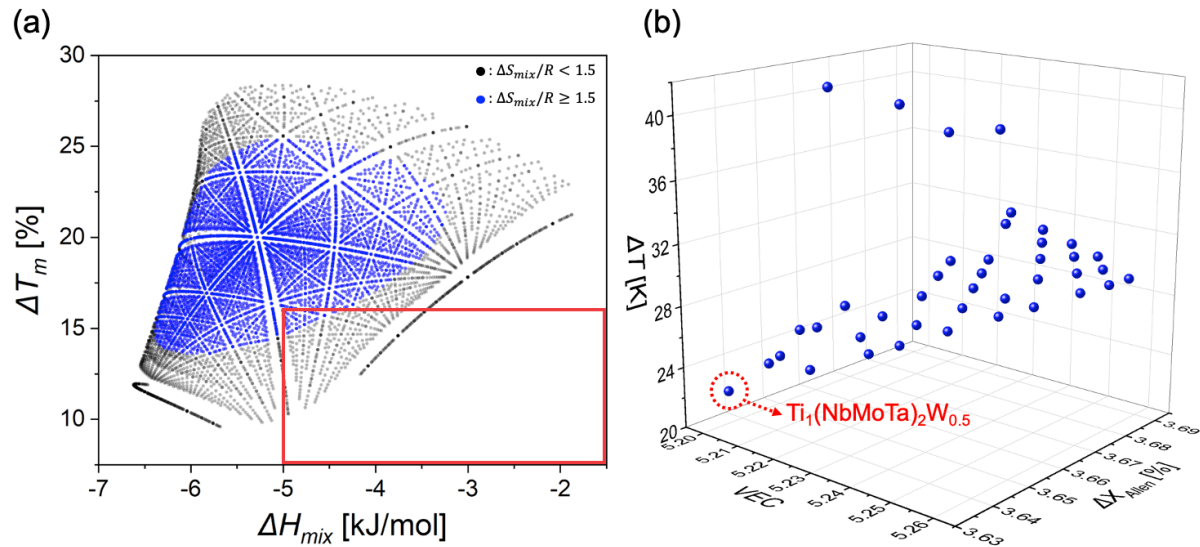 (a)
30
25
20
15
10
ΔTₘ [%]
● : ΔSₘᵢₓ/R < 1.5
● : ΔSₘᵢₓ/R ≥ 1.5
-7 -6 -5 -4 -3 -2
ΔHₘᵢₓ [kJ/mol]
(b)
40
36
32
28
24
20
ΔT [K]
Ti₁(NbMoTa)₂W₀.₅
5.20
5.21
5.22
5.23
5.24
5.25
5.26
VEC
3.69
3.68
3.67
3.66
3.65
3.64
3.63
ΔX_Allen [%]